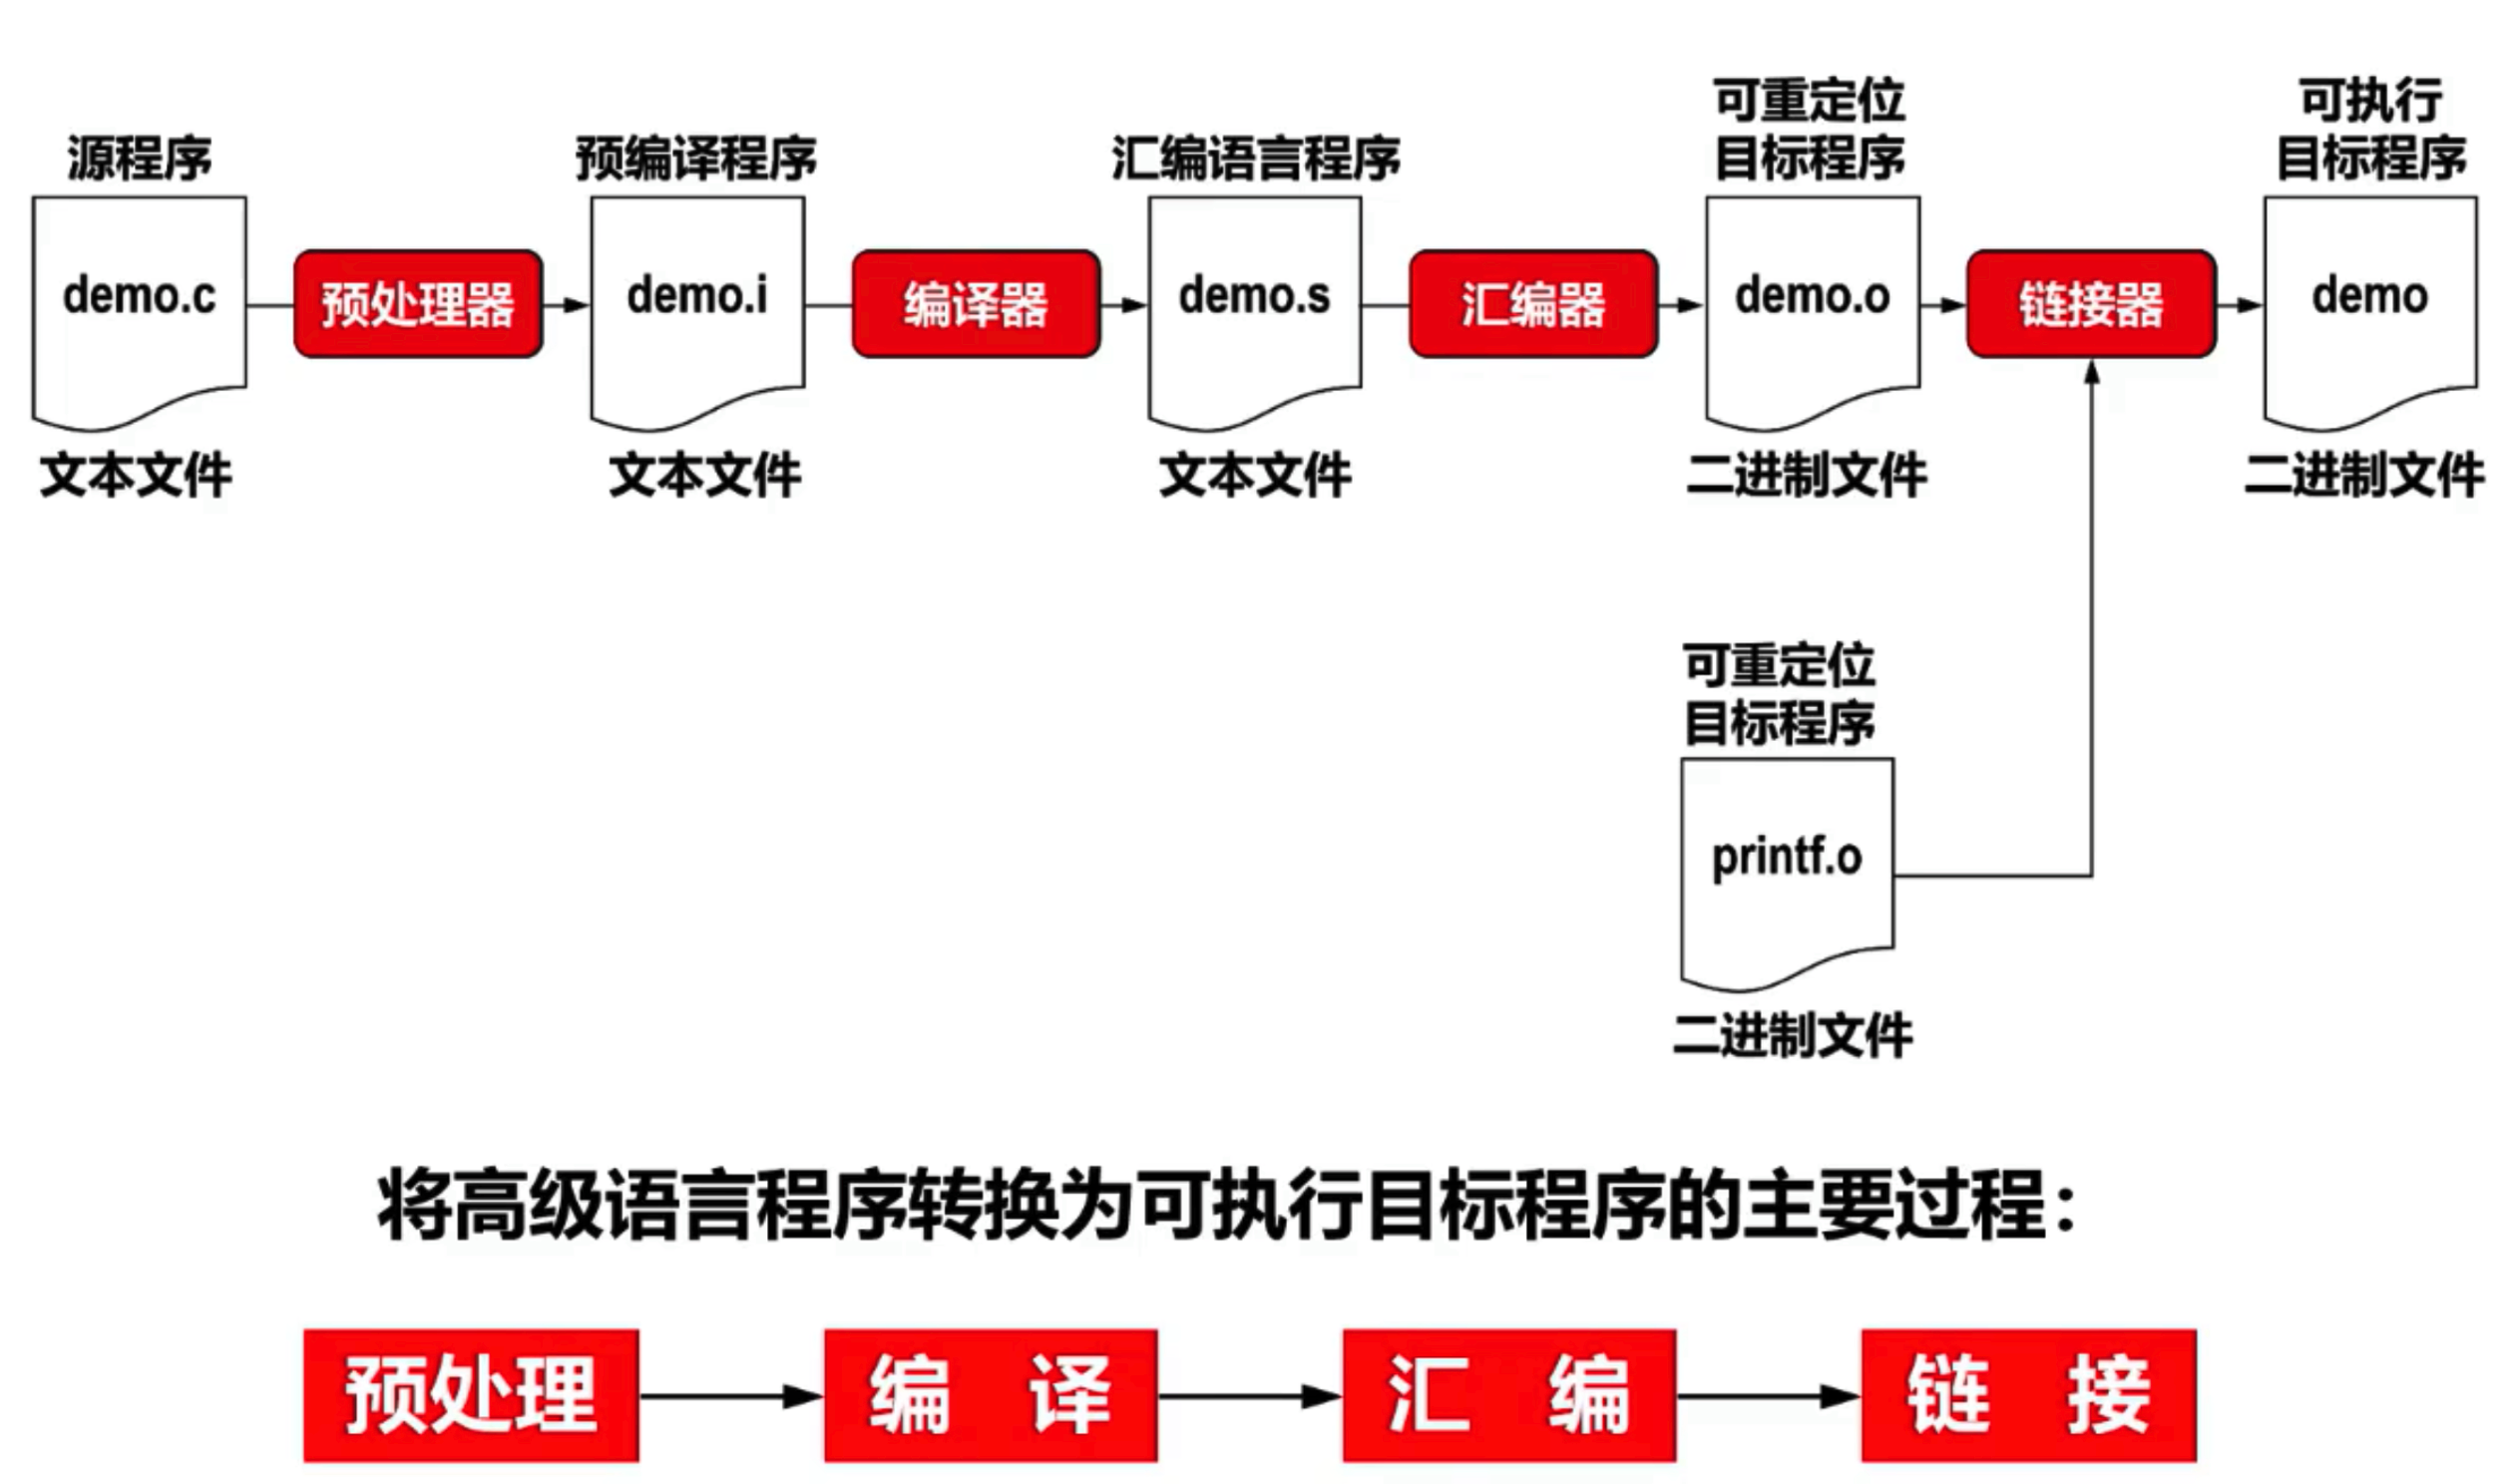 源程序
预编译程序
汇编语言程序
可重定位
目标程序
可执行
目标程序
demo.c
预处理器
demo.i
编译器
demo.s
汇编器
demo.o
链接器
demo
文本文件
文本文件
文本文件
二进制文件
二进制文件
可重定位
目标程序
printf.o
二进制文件
将高级语言程序转换为可执行目标程序的主要过程：
预处理
编 译
汇 编
链 接